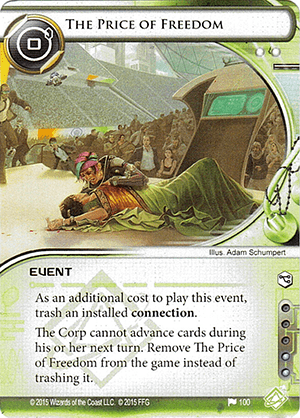 THE PRICE OF FREEDOM
Illus. Adam Schumpert
EVENT
As an additional cost to play this event,
trash an installed connection.
The Corp cannot advance cards during
his or her next turn. Remove The Price
of Freedom from the game instead of
trashing it.
© 2015 Wizards of the Coast LLC. © 2015 FFG
100